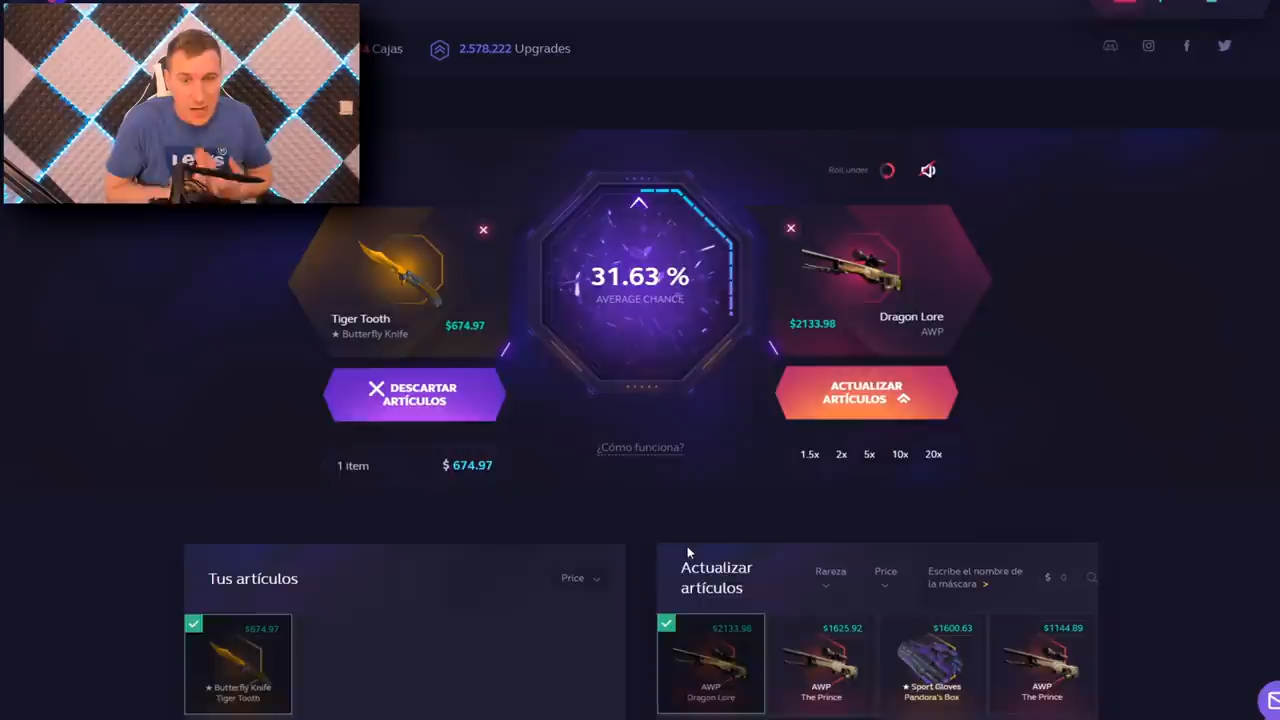 Cajas
2.578.222 Upgrades
Levi's
Roll under
31.63 %
AVERAGE CHANCE
Tiger Tooth
★ Butterfly Knife
$674.97
$2133.98
Dragon Lore
AWP
DESCARTAR
ARTÍCULOS
ACTUALIZAR
ARTÍCULOS
¿Cómo funciona?
1 item
$ 674.97
1.5x 2x 5x 10x 20x
Tus artículos
Price
Actualizar
artículos
Rareza
Price
Escribe el nombre de
la máscara >
$ 0
$674.97
★ Butterfly Knife
Tiger Tooth
$2133.98
AWP
Dragon Lore
$1625.92
AWP
The Prince
$1600.63
★ Sport Gloves
Pandora's Box
$1144.89
AWP
The Prince